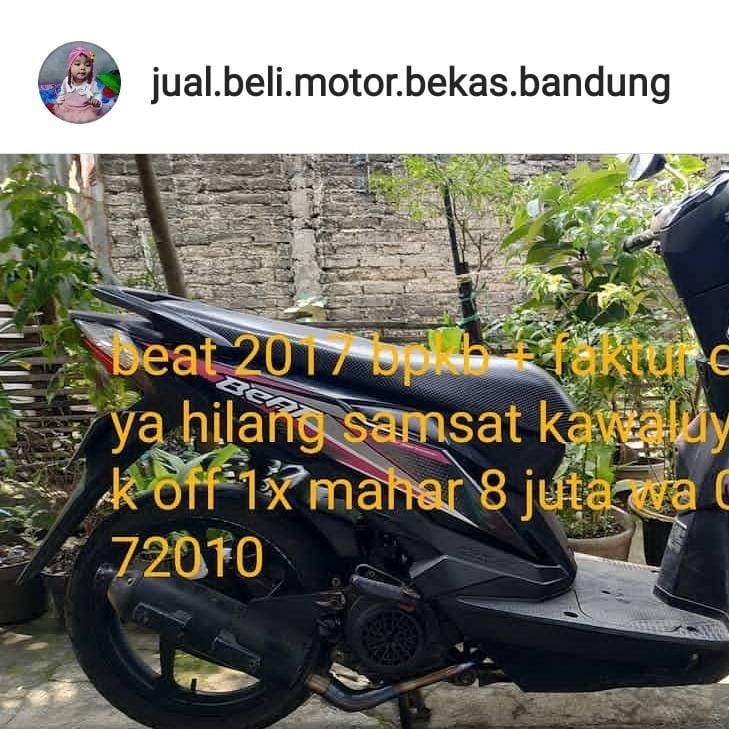 jual.beli.motor.bekas.bandung
beat 2017 bpkb + faktur
ya hilang samsat
k off 1x mahar 8 juta wa
72010
BeAT